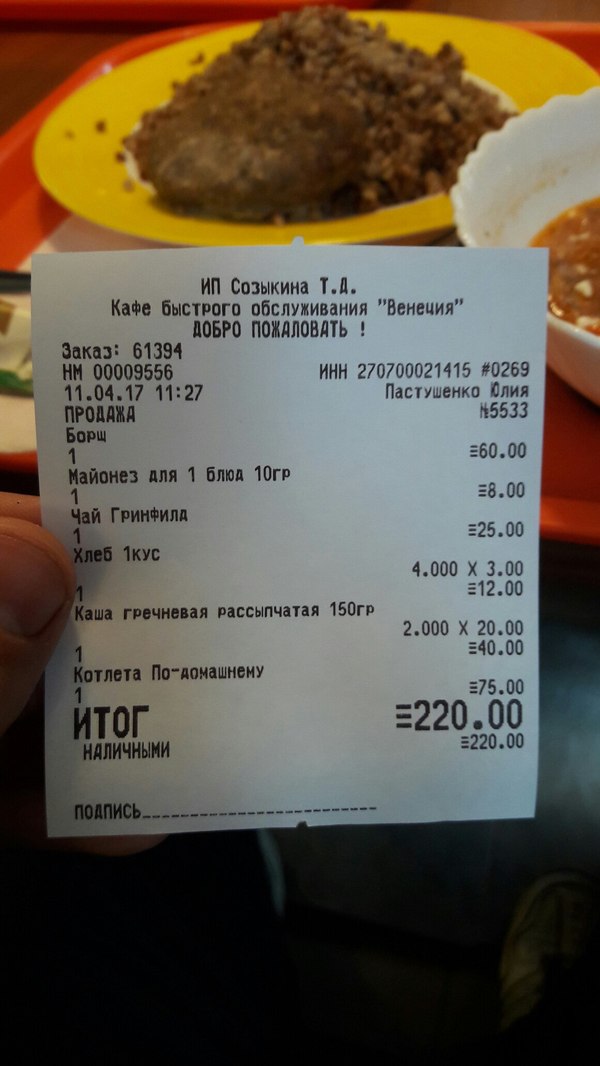 ИП Созыкина Т.Д.
Кафе быстрого обслуживания "Венеция"
ДОБРО ПОЖАЛОВАТЬ !
Заказ: 61394
НМ 00009556 ИНН 270700021415 #0269
11.04.17 11:27 Пастушенко Юлия
ПРОДАЖА №5533
Борщ
1 ≡60.00
Майонез для 1 блюд 10гр
1 ≡8.00
Чай Гринфилд
1 ≡25.00
Хлеб 1кус
4.000 X 3.00
1 ≡12.00
Каша гречневая рассыпчатая 150гр
2.000 X 20.00
1 ≡40.00
Котлета По-домашнему
1 ≡75.00
ИТОГ ≡220.00
НАЛИЧНЫМИ ≡220.00
ПОДПИСЬ_________________________